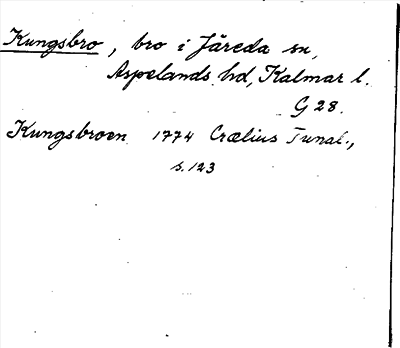 Kungsbro, bro i Järeda sn,
Aspelands hd, Kalmar l.
G 28.
Kungsbroen 1774 Crælius Tunal.,
s. 123